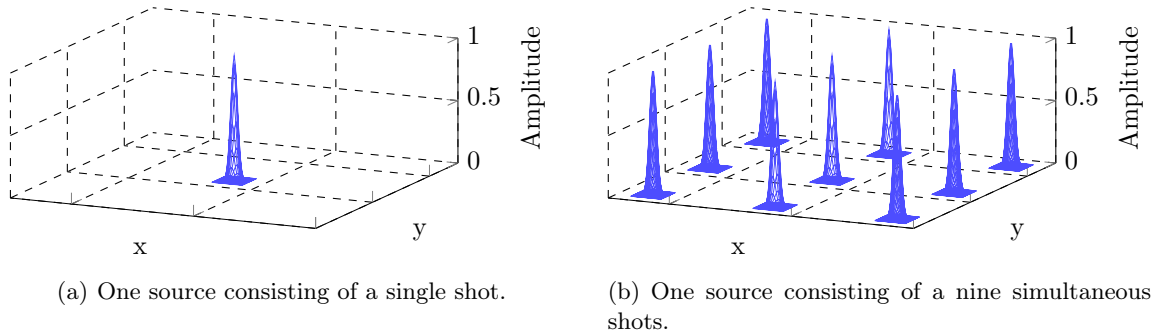 1
0.5
0
Amplitude
x
y
1
0.5
0
Amplitude
x
y
(a) One source consisting of a single shot.
(b) One source consisting of a nine simultaneous
shots.